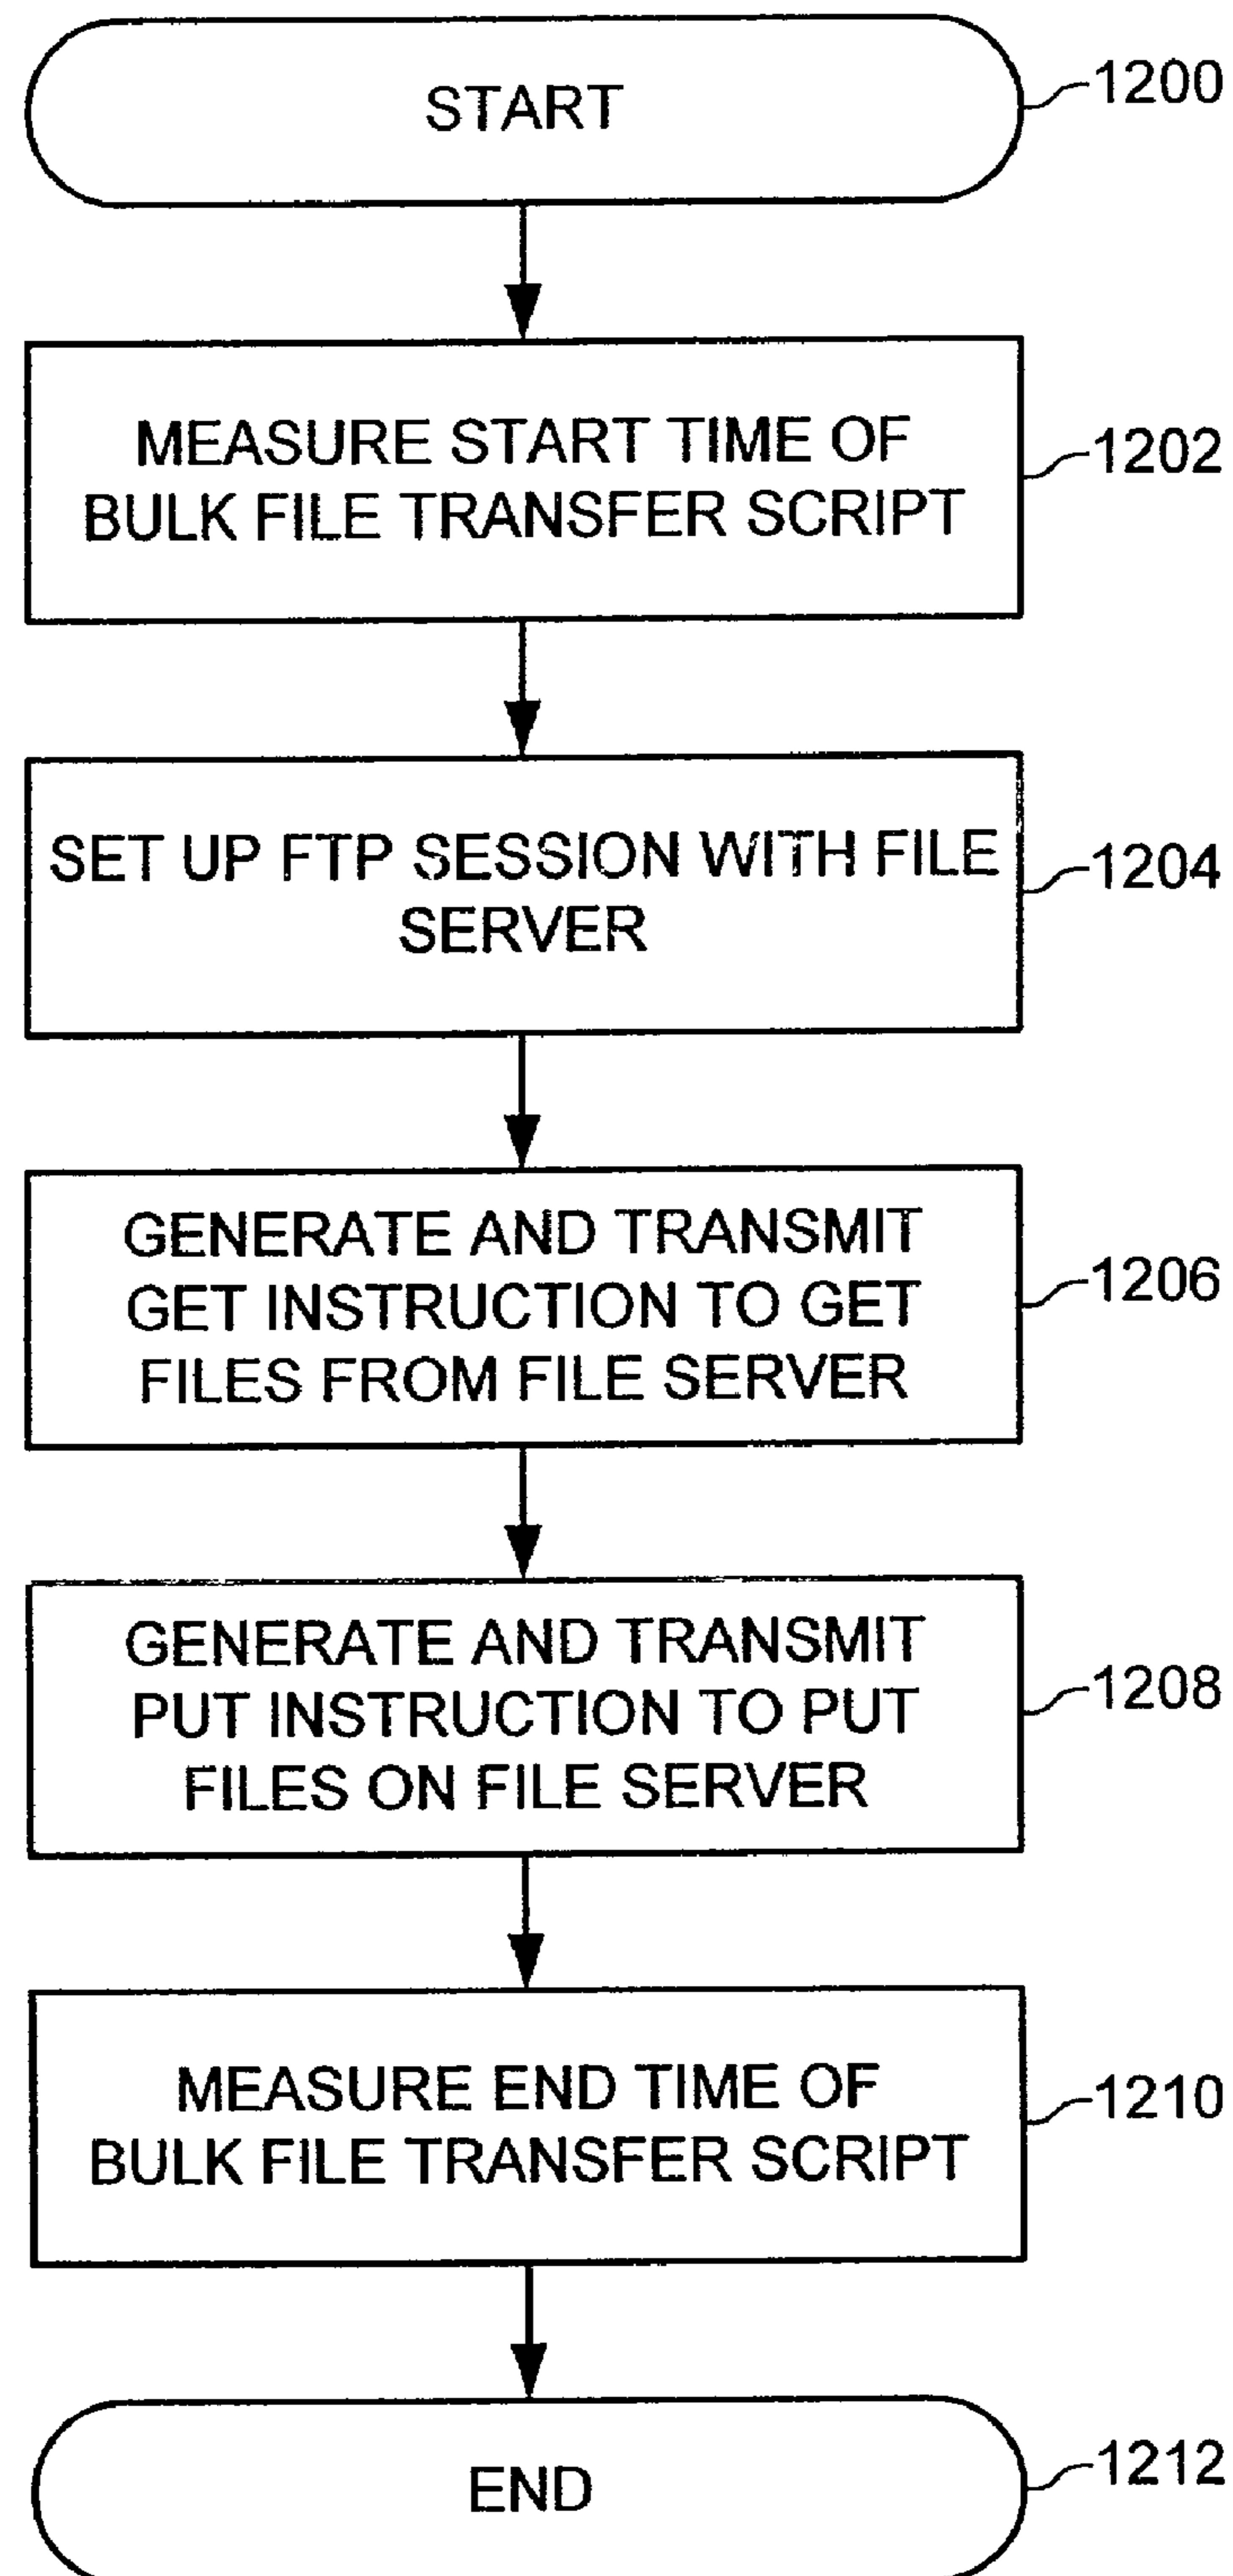 START
1200
MEASURE START TIME OF
BULK FILE TRANSFER SCRIPT
1202
SET UP FTP SESSION WITH FILE
SERVER
1204
GENERATE AND TRANSMIT
GET INSTRUCTION TO GET
FILES FROM FILE SERVER
1206
GENERATE AND TRANSMIT
PUT INSTRUCTION TO PUT
FILES ON FILE SERVER
1208
MEASURE END TIME OF
BULK FILE TRANSFER SCRIPT
1210
END
1212